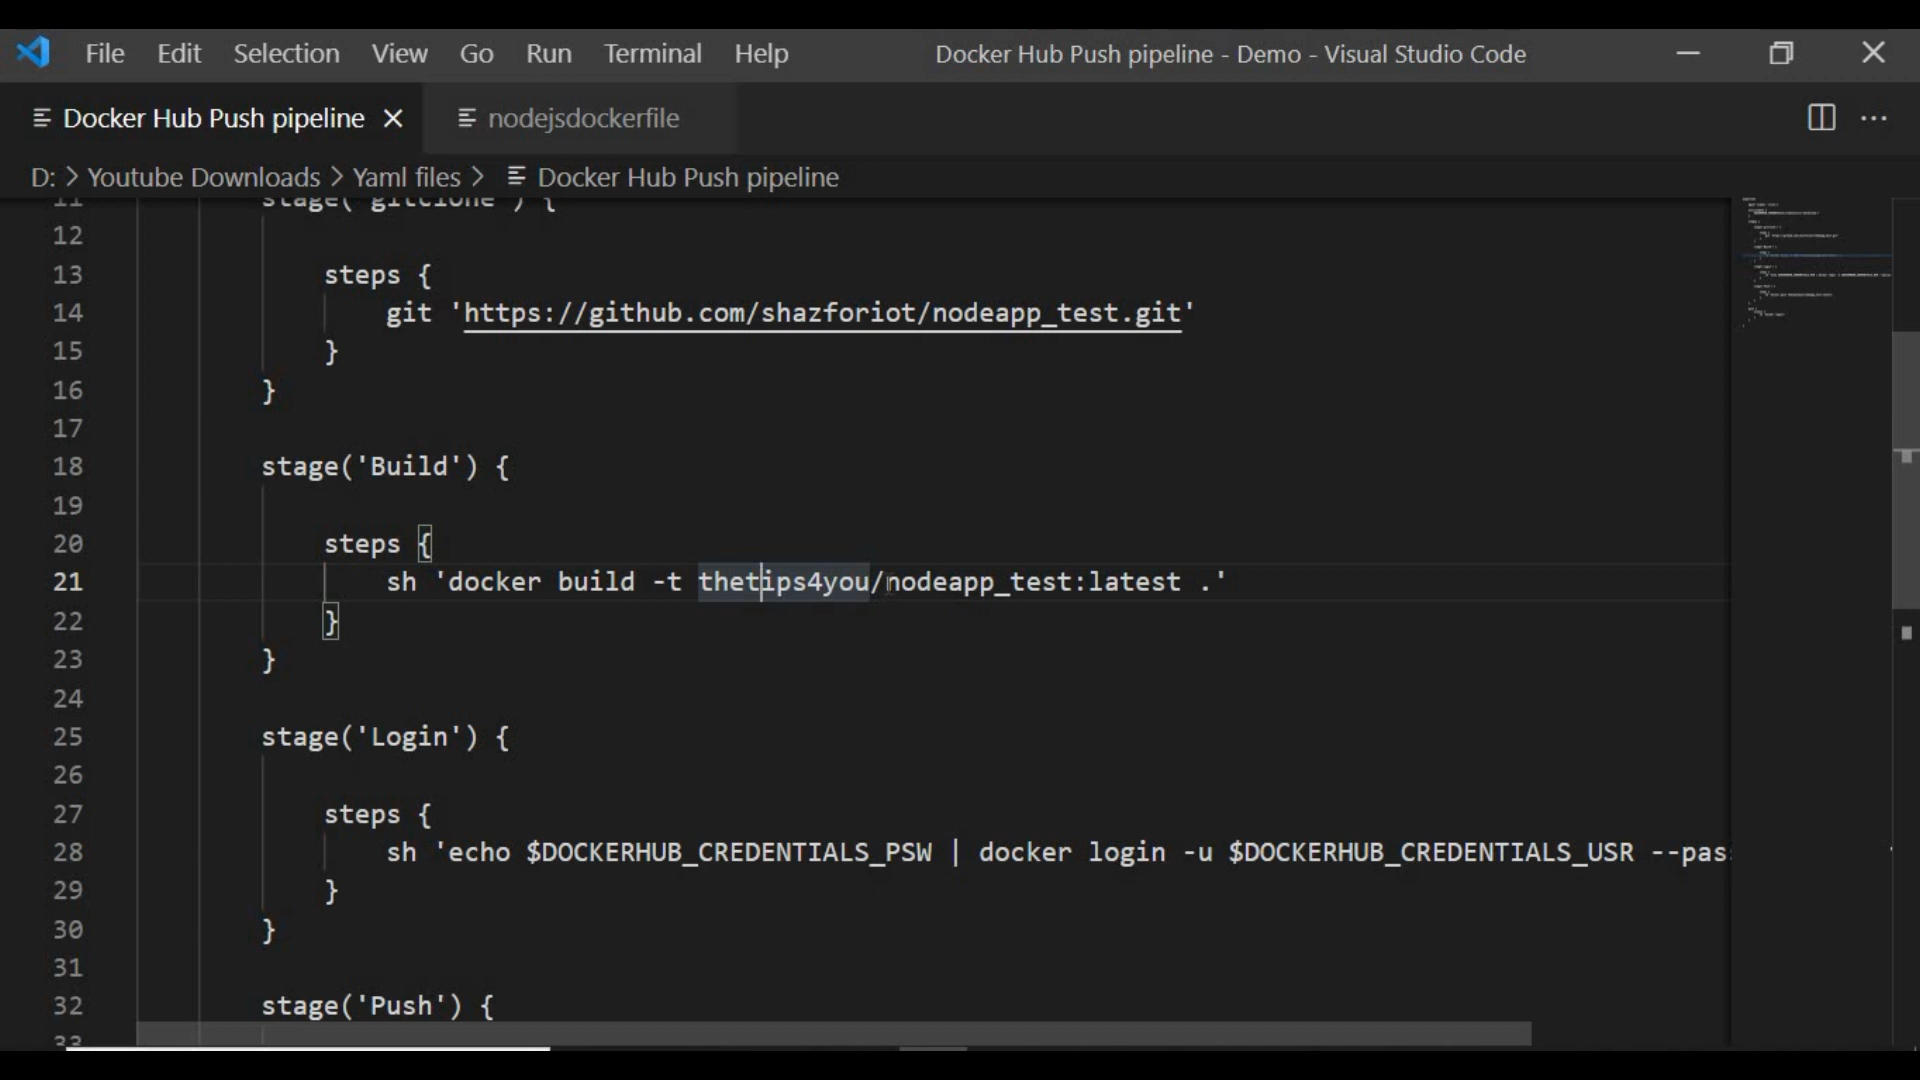 File Edit Selection View Go Run Terminal Help Docker Hub Push pipeline - Demo - Visual Studio Code
Docker Hub Push pipeline nodejsdockerfile
D: > Youtube Downloads > Yaml files > Docker Hub Push pipeline
11 stage('gitclone') {
12
13 steps {
14 git 'https://github.com/shazforiot/nodeapp_test.git'
15 }
16 }
17
18 stage('Build') {
19
20 steps {
21 sh 'docker build -t thetips4you/nodeapp_test:latest .'
22 }
23 }
24
25 stage('Login') {
26
27 steps {
28 sh 'echo $DOCKERHUB_CREDENTIALS_PSW | docker login -u $DOCKERHUB_CREDENTIALS_USR --pas
29 }
30 }
31
32 stage('Push') {
33